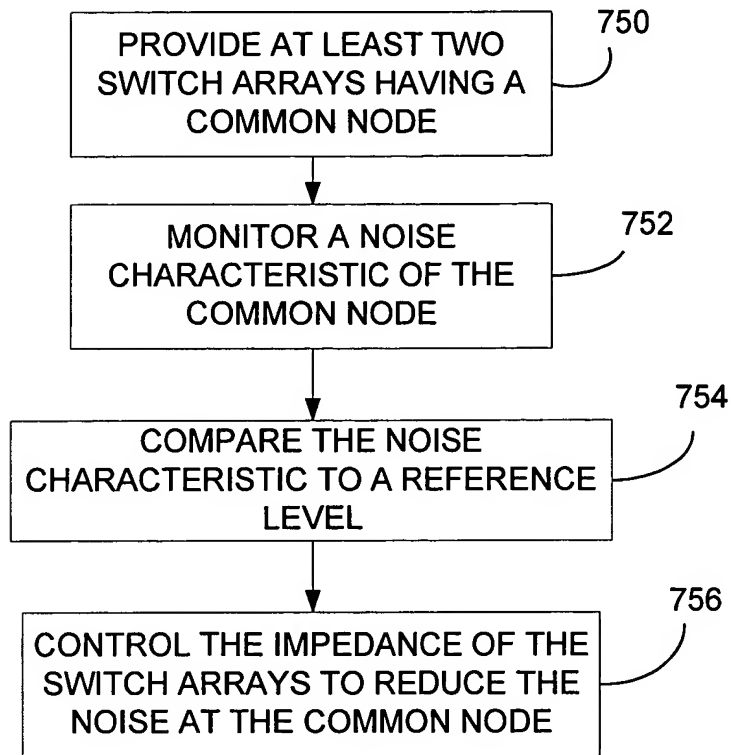 PROVIDE AT LEAST TWO
SWITCH ARRAYS HAVING A
COMMON NODE
750
MONITOR A NOISE
CHARACTERISTIC OF THE
COMMON NODE
752
COMPARE THE NOISE
CHARACTERISTIC TO A REFERENCE
LEVEL
754
CONTROL THE IMPEDANCE OF THE
SWITCH ARRAYS TO REDUCE THE
NOISE AT THE COMMON NODE
756